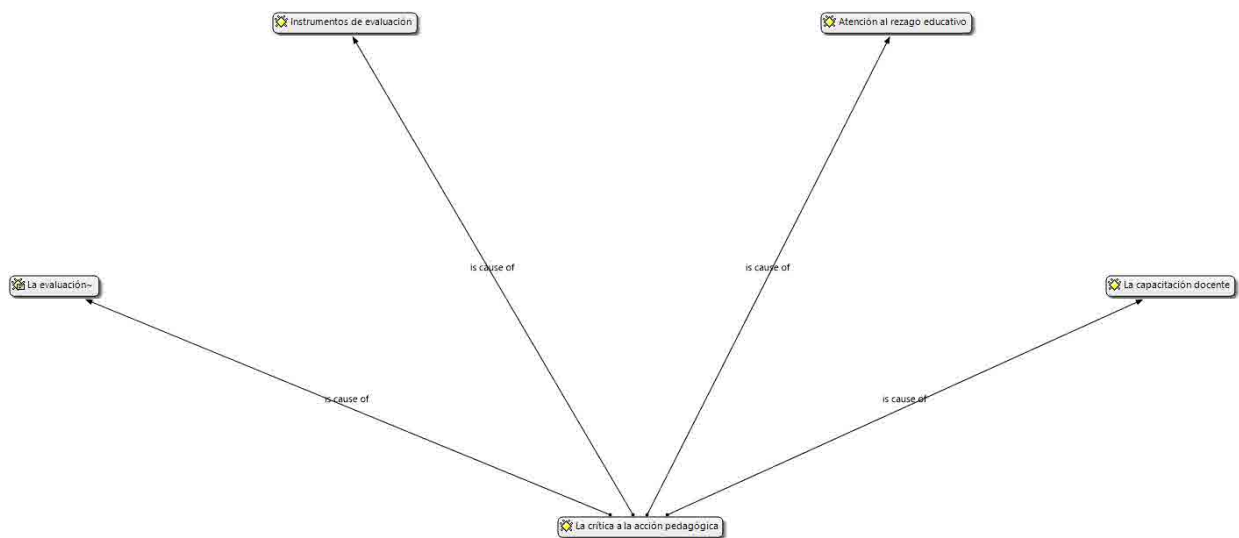 Instrumentos de evaluación
Atención al rezago educativo
is cause of
is cause of
La evaluación~
La capacitación docente
is cause of
is cause of
La crítica a la acción pedagógica